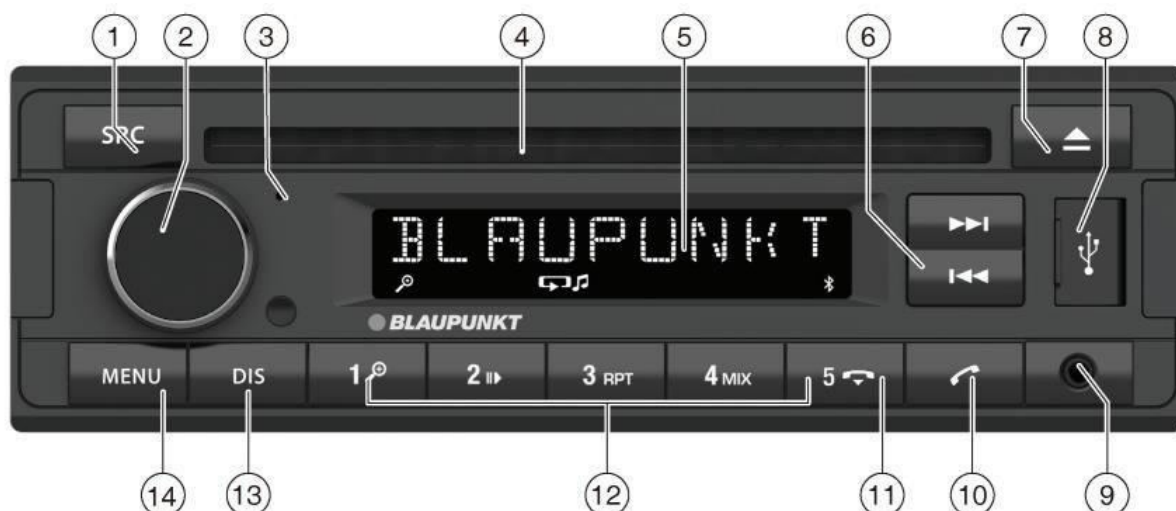 1 2 3 4 5 6 7 8
SRC
BLAUPUNKT
BLAUPUNKT
MENU DIS 1 2 3 RPT 4 MIX 5
14 13 12 11 10 9